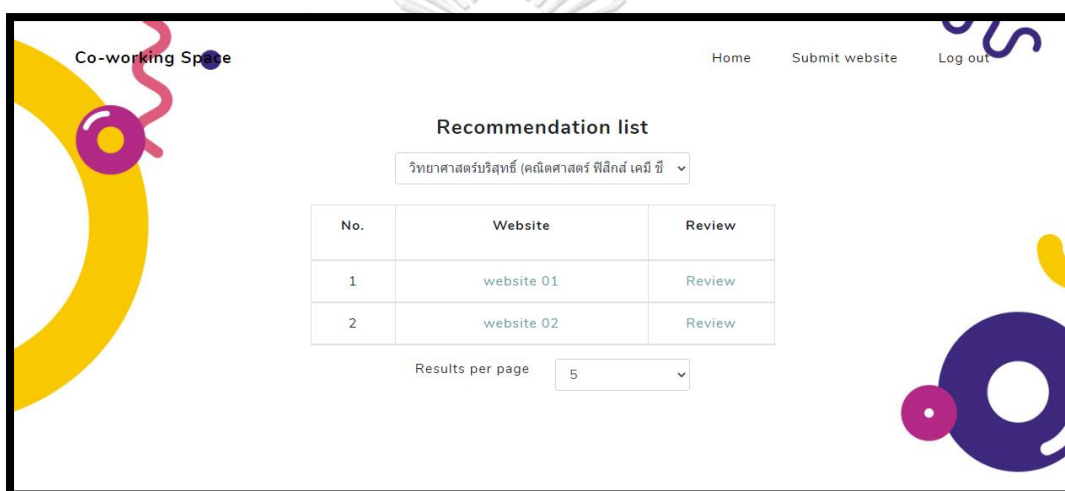 Co-working Space
Home Submit website Log out
Recommendation list
วิทยาศาสตร์บริสุทธิ์ (คณิตศาสตร์ ฟิสิกส์ เคมี ชี
No. Website Review
1 website 01 Review
2 website 02 Review
Results per page 5